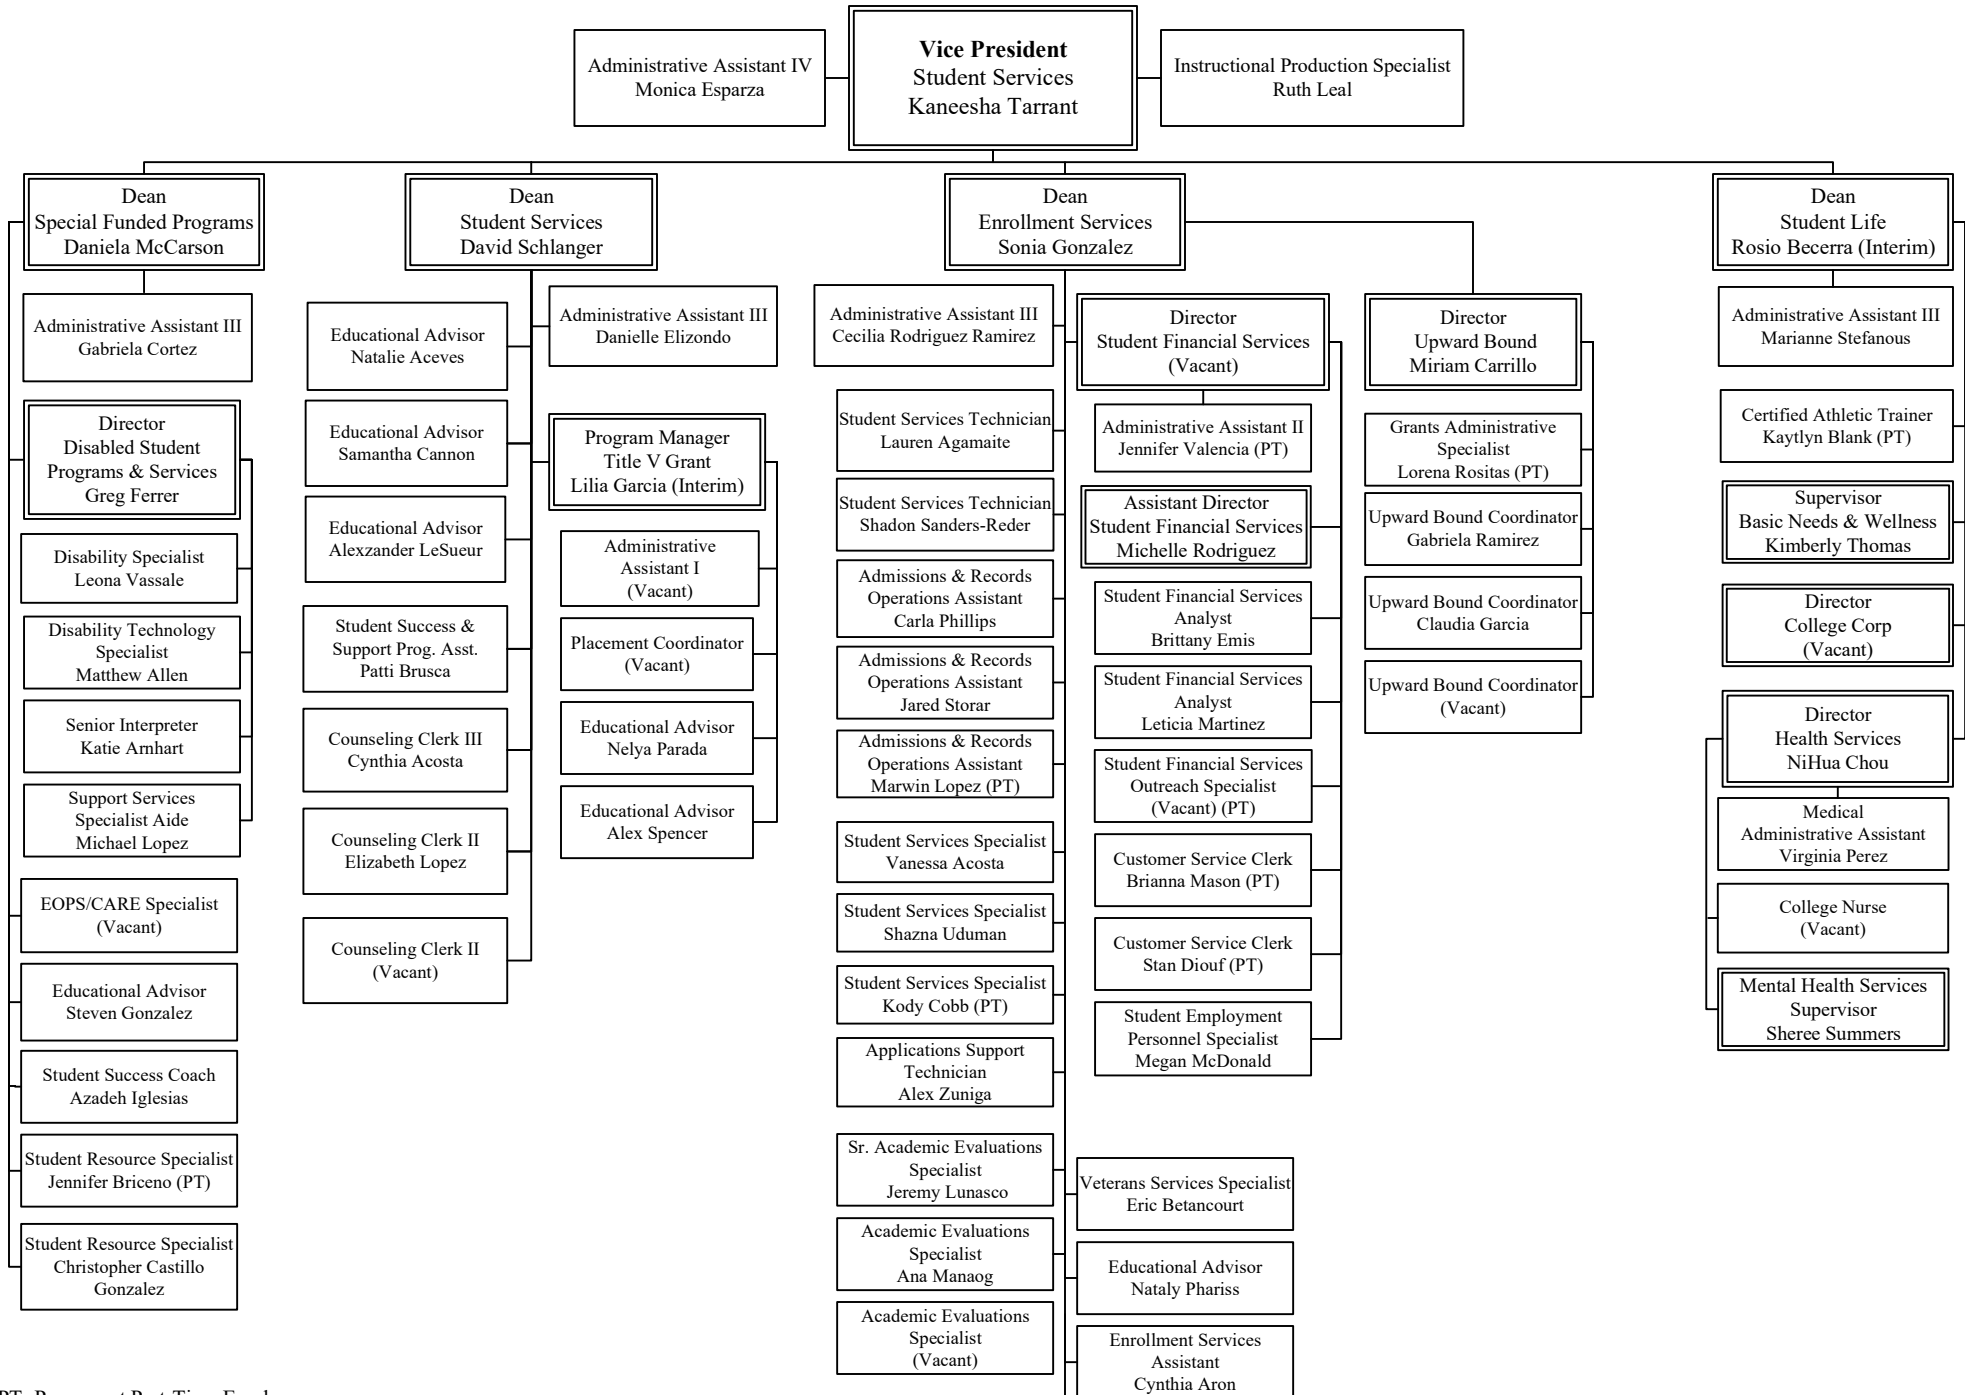 Administrative Assistant IV
Monica Esparza
Vice President
Student Services
Kaneesha Tarrant
Instructional Production Specialist
Ruth Leal
Dean
Special Funded Programs
Daniela McCarson
Administrative Assistant III
Gabriela Cortez
Director
Disabled Student
Programs & Services
Greg Ferrer
Disability Specialist
Leona Vassale
Disability Technology
Specialist
Matthew Allen
Senior Interpreter
Katie Arnhart
Support Services
Specialist Aide
Michael Lopez
EOPS/CARE Specialist
(Vacant)
Educational Advisor
Steven Gonzalez
Student Success Coach
Azadeh Iglesias
Student Resource Specialist
Jennifer Briceno (PT)
Student Resource Specialist
Christopher Castillo
Gonzalez
Dean
Student Services
David Schlanger
Educational Advisor
Natalie Aceves
Educational Advisor
Samantha Cannon
Educational Advisor
Alexzander LeSueur
Student Success &
Support Prog. Asst.
Patti Brusca
Counseling Clerk III
Cynthia Acosta
Counseling Clerk II
Elizabeth Lopez
Counseling Clerk II
(Vacant)
Administrative Assistant III
Danielle Elizondo
Program Manager
Title V Grant
Lilia Garcia (Interim)
Administrative
Assistant I
(Vacant)
Placement Coordinator
(Vacant)
Educational Advisor
Nelya Parada
Educational Advisor
Alex Spencer
Dean
Enrollment Services
Sonia Gonzalez
Administrative Assistant III
Cecilia Rodriguez Ramirez
Student Services Technician
Lauren Agamaite
Student Services Technician
Shadon Sanders-Reder
Admissions & Records
Operations Assistant
Carla Phillips
Admissions & Records
Operations Assistant
Jared Storar
Admissions & Records
Operations Assistant
Marwin Lopez (PT)
Student Services Specialist
Vanessa Acosta
Student Services Specialist
Shazna Uduman
Student Services Specialist
Kody Cobb (PT)
Applications Support
Technician
Alex Zuniga
Sr. Academic Evaluations
Specialist
Jeremy Lunasco
Academic Evaluations
Specialist
Ana Manaog
Academic Evaluations
Specialist
(Vacant)
Director
Student Financial Services
(Vacant)
Administrative Assistant II
Jennifer Valencia (PT)
Assistant Director
Student Financial Services
Michelle Rodriguez
Student Financial Services
Analyst
Brittany Emis
Student Financial Services
Analyst
Leticia Martinez
Student Financial Services
Outreach Specialist
(Vacant) (PT)
Customer Service Clerk
Brianna Mason (PT)
Customer Service Clerk
Stan Diouf (PT)
Student Employment
Personnel Specialist
Megan McDonald
Veterans Services Specialist
Eric Betancourt
Educational Advisor
Nataly Phariss
Enrollment Services
Assistant
Cynthia Aron
Director
Upward Bound
Miriam Carrillo
Grants Administrative
Specialist
Lorena Rositas (PT)
Upward Bound Coordinator
Gabriela Ramirez
Upward Bound Coordinator
Claudia Garcia
Upward Bound Coordinator
(Vacant)
Dean
Student Life
Rosio Becerra (Interim)
Administrative Assistant III
Marianne Stefanous
Certified Athletic Trainer
Kaytlyn Blank (PT)
Supervisor
Basic Needs & Wellness
Kimberly Thomas
Director
College Corp
(Vacant)
Director
Health Services
NiHua Chou
Medical
Administrative Assistant
Virginia Perez
College Nurse
(Vacant)
Mental Health Services
Supervisor
Sheree Summers